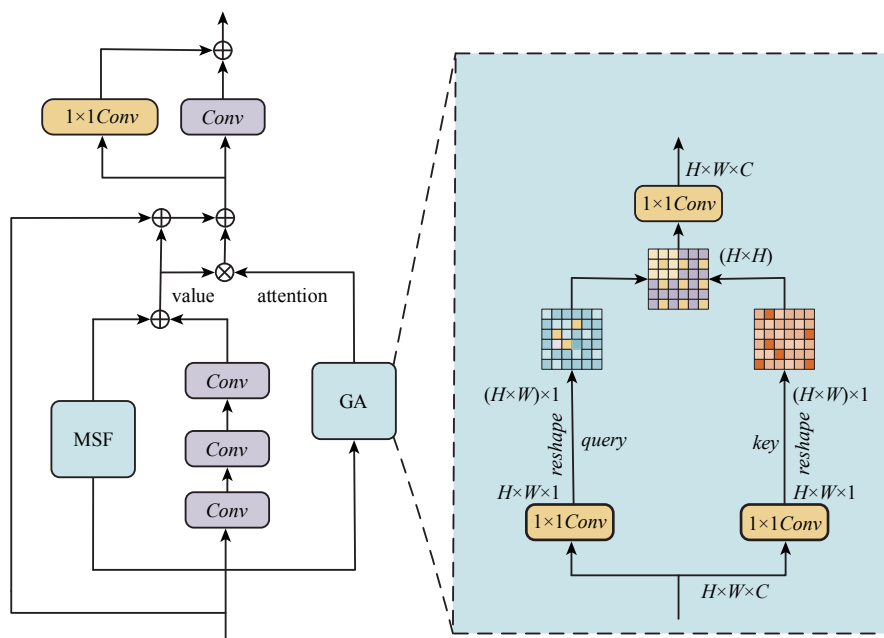 1×1Conv
Conv
value
attention
Conv
Conv
Conv
MSF
GA
H×W×C
1×1Conv
(H×H)
(H×W)×1
(H×W)×1
reshape
query
key
reshape
H×W×1
H×W×1
1×1Conv
1×1Conv
H×W×C